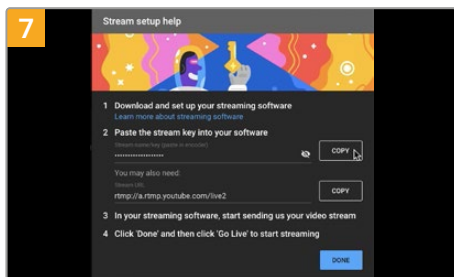 7
Stream setup help
1 Download and set up your streaming software
Learn more about streaming software
2 Paste the stream key into your software
Stream name/key (paste in encoder)
••••••••••••••••••••
COPY
You may also need:
Stream URL
rtmp://a.rtmp.youtube.com/live2
COPY
3 In your streaming software, start sending us your video stream
4 Click 'Done' and then click 'Go Live' to start streaming
DONE